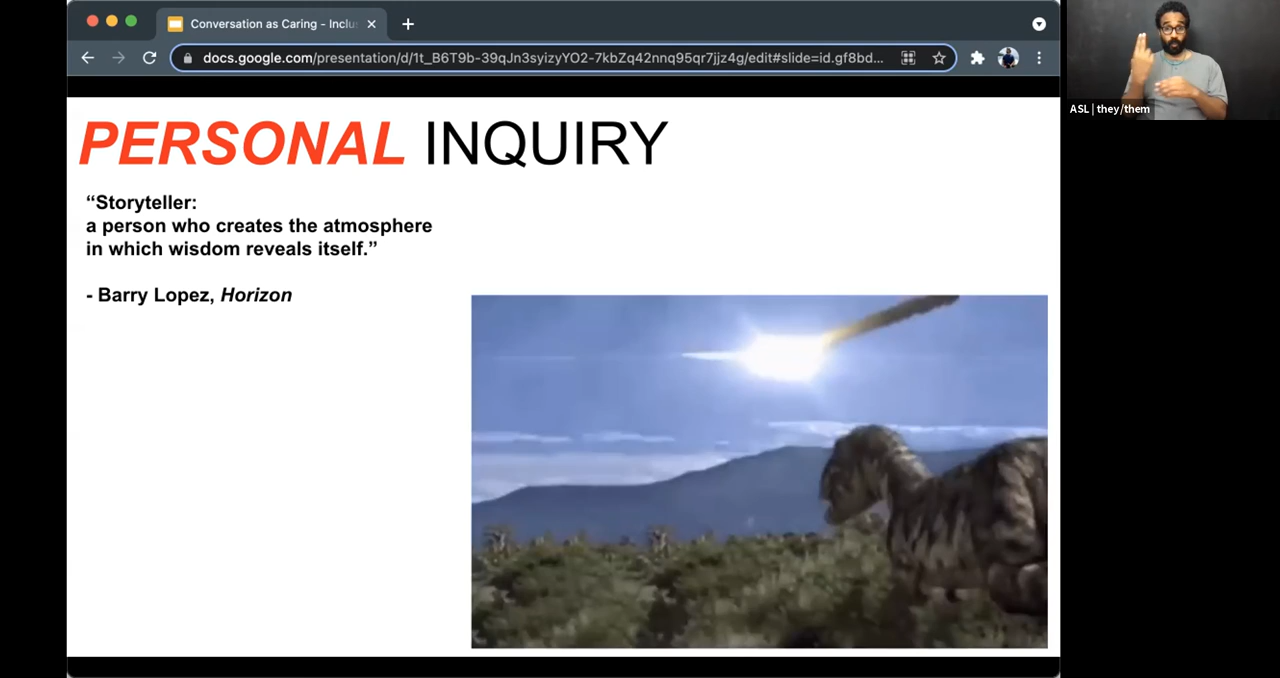 Conversation as Caring - Inclu
docs.google.com/presentation/d/1t_B6T9b-39qJn3syizyYO2-7kbZq42nnq95qr7jjz4g/edit#slide=id.gf8bd...
ASL | they/them
PERSONAL INQUIRY
“Storyteller:
a person who creates the atmosphere
in which wisdom reveals itself.”
- Barry Lopez, Horizon